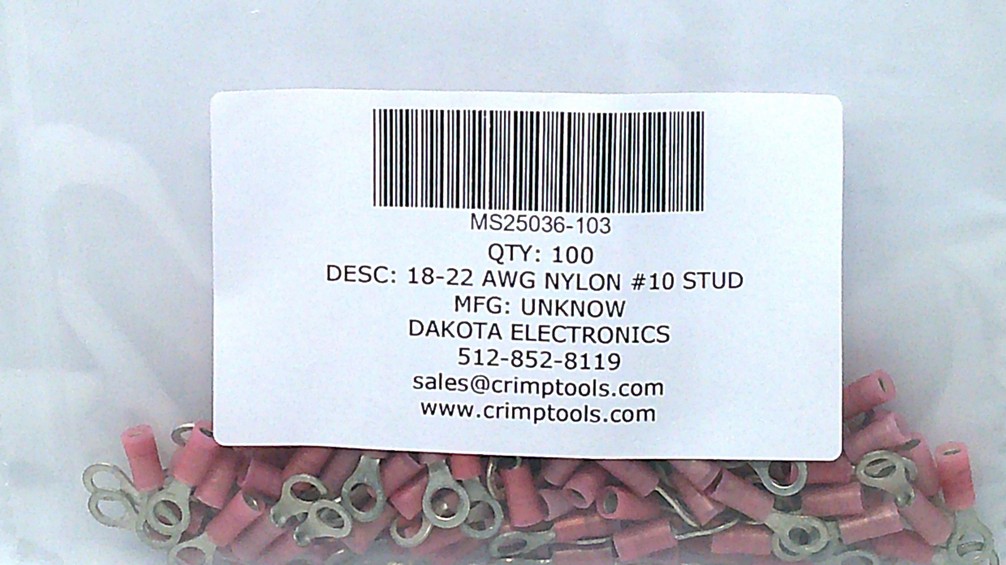 MS25036-103
QTY: 100
DESC: 18-22 AWG NYLON #10 STUD
MFG: UNKNOW
DAKOTA ELECTRONICS
512-852-8119
sales@crimptools.com
www.crimptools.com